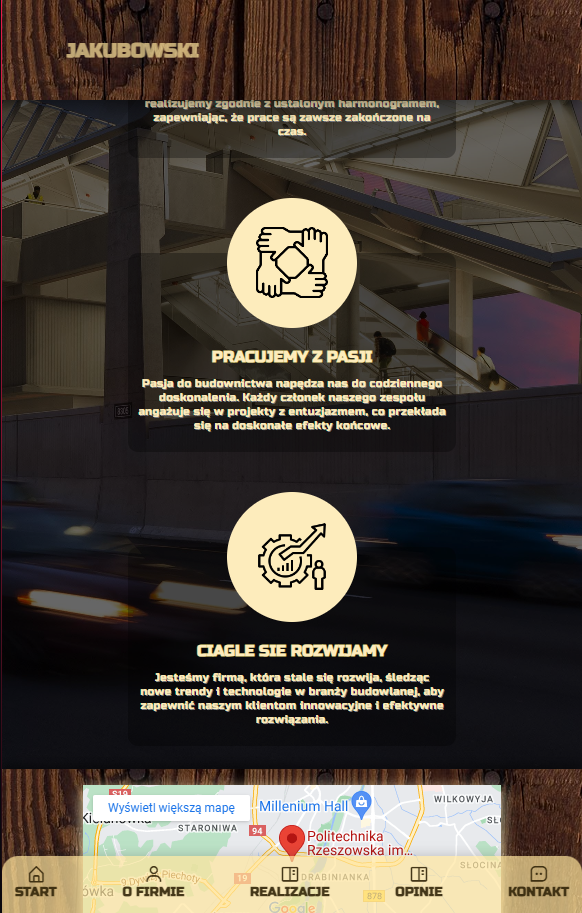 JAKUBOWSKI
realizujemy zgodnie z ustalonym harmonogramem,
zapewniając, że prace są zawsze zakończone na
czas.
PRACUJEMY Z PASJI
Pasja do budownictwa napędza nas do codziennego
doskonalenia. Każdy członek naszego zespołu
angażuje się w projekty z entuzjazmem, co przekłada
się na doskonałe efekty końcowe.
CIAGLE SIE ROZWIJAMY
Jesteśmy firmą, która stale się rozwija, śledząc
nowe trendy i technologie w branży budowlanej, aby
zapewnić naszym klientom innowacyjne i efektywne
rozwiązania.
S19
Wyświetl większą mapę
Millenium Hall
WILKOWYJA
STARONIWA
94
Politechnika
Rzeszowska im...
Piechoty
19
DRABINIANKA
SŁOCINA
878
Google
START
O FIRMIE
REALIZACJE
OPINIE
KONTAKT